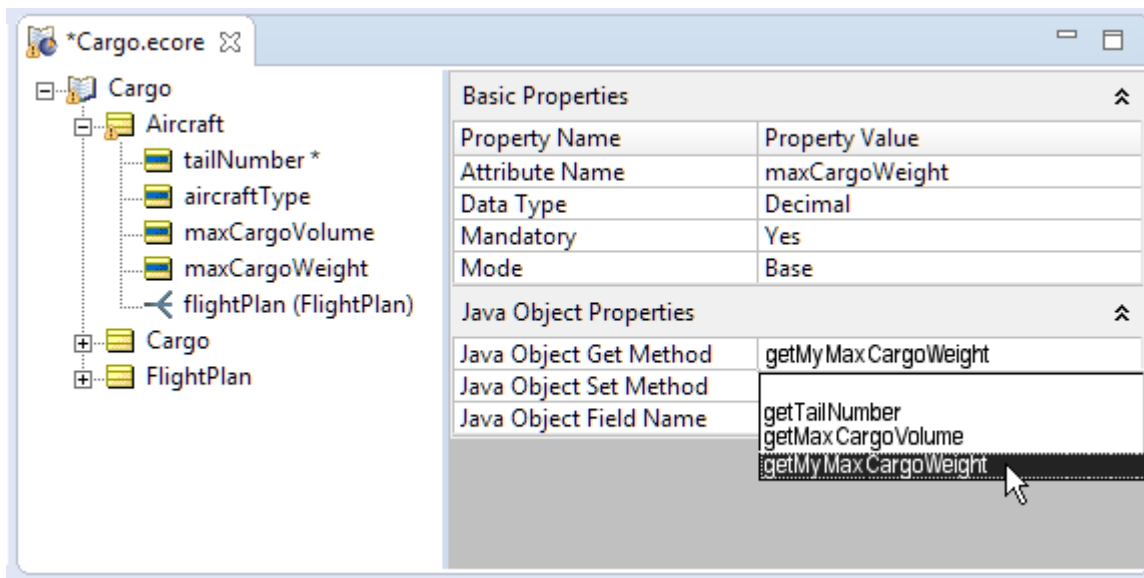 *Cargo.ecore
Cargo
Aircraft
tailNumber *
aircraftType
maxCargoVolume
maxCargoWeight
flightPlan (FlightPlan)
Cargo
FlightPlan
Basic Properties
Property Name Property Value
Attribute Name maxCargoWeight
Data Type Decimal
Mandatory Yes
Mode Base
Java Object Properties
Java Object Get Method getMyMaxCargoWeight
Java Object Set Method
Java Object Field Name
getTailNumber
getMaxCargoVolume
getMyMaxCargoWeight